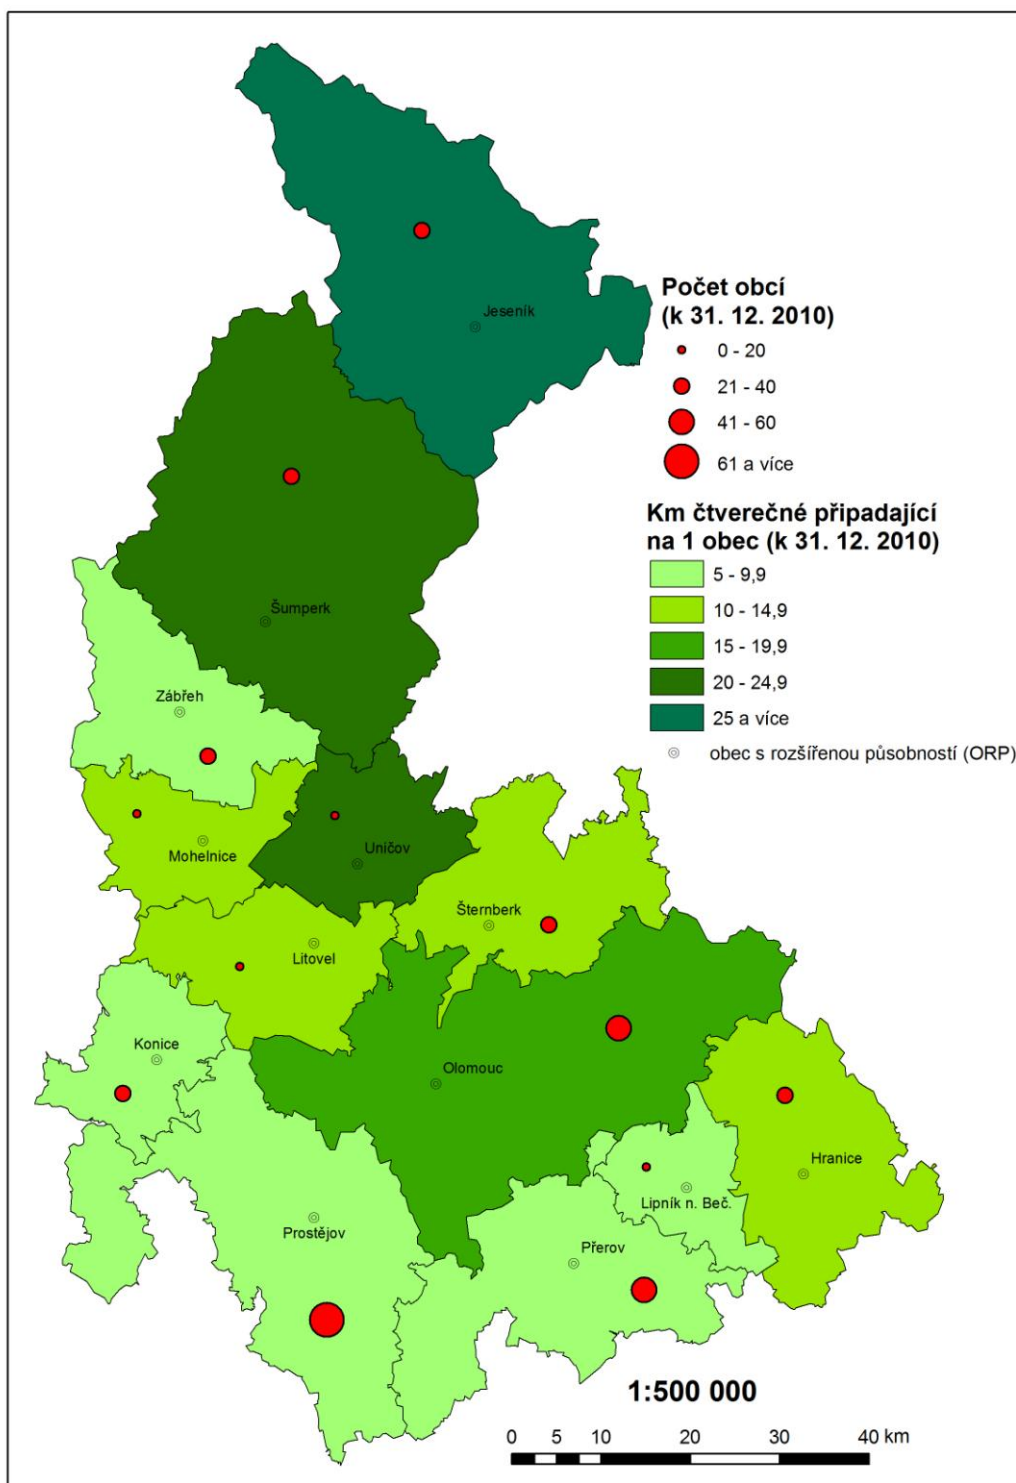 Jeseník
Počet obcí
(k 31. 12. 2010)
0 - 20
21 - 40
41 - 60
61 a více
Km čtverečné připadající
na 1 obec (k 31. 12. 2010)
5 - 9,9
10 - 14,9
15 - 19,9
20 - 24,9
25 a více
obec s rozšířenou působností (ORP)
Šumperk
Zábřeh
Mohelnice
Uničov
Šternberk
Litovel
Konice
Olomouc
Hranice
Lipník n. Beč.
Prostějov
Přerov
1:500 000
0 5 10 20 30 40 km